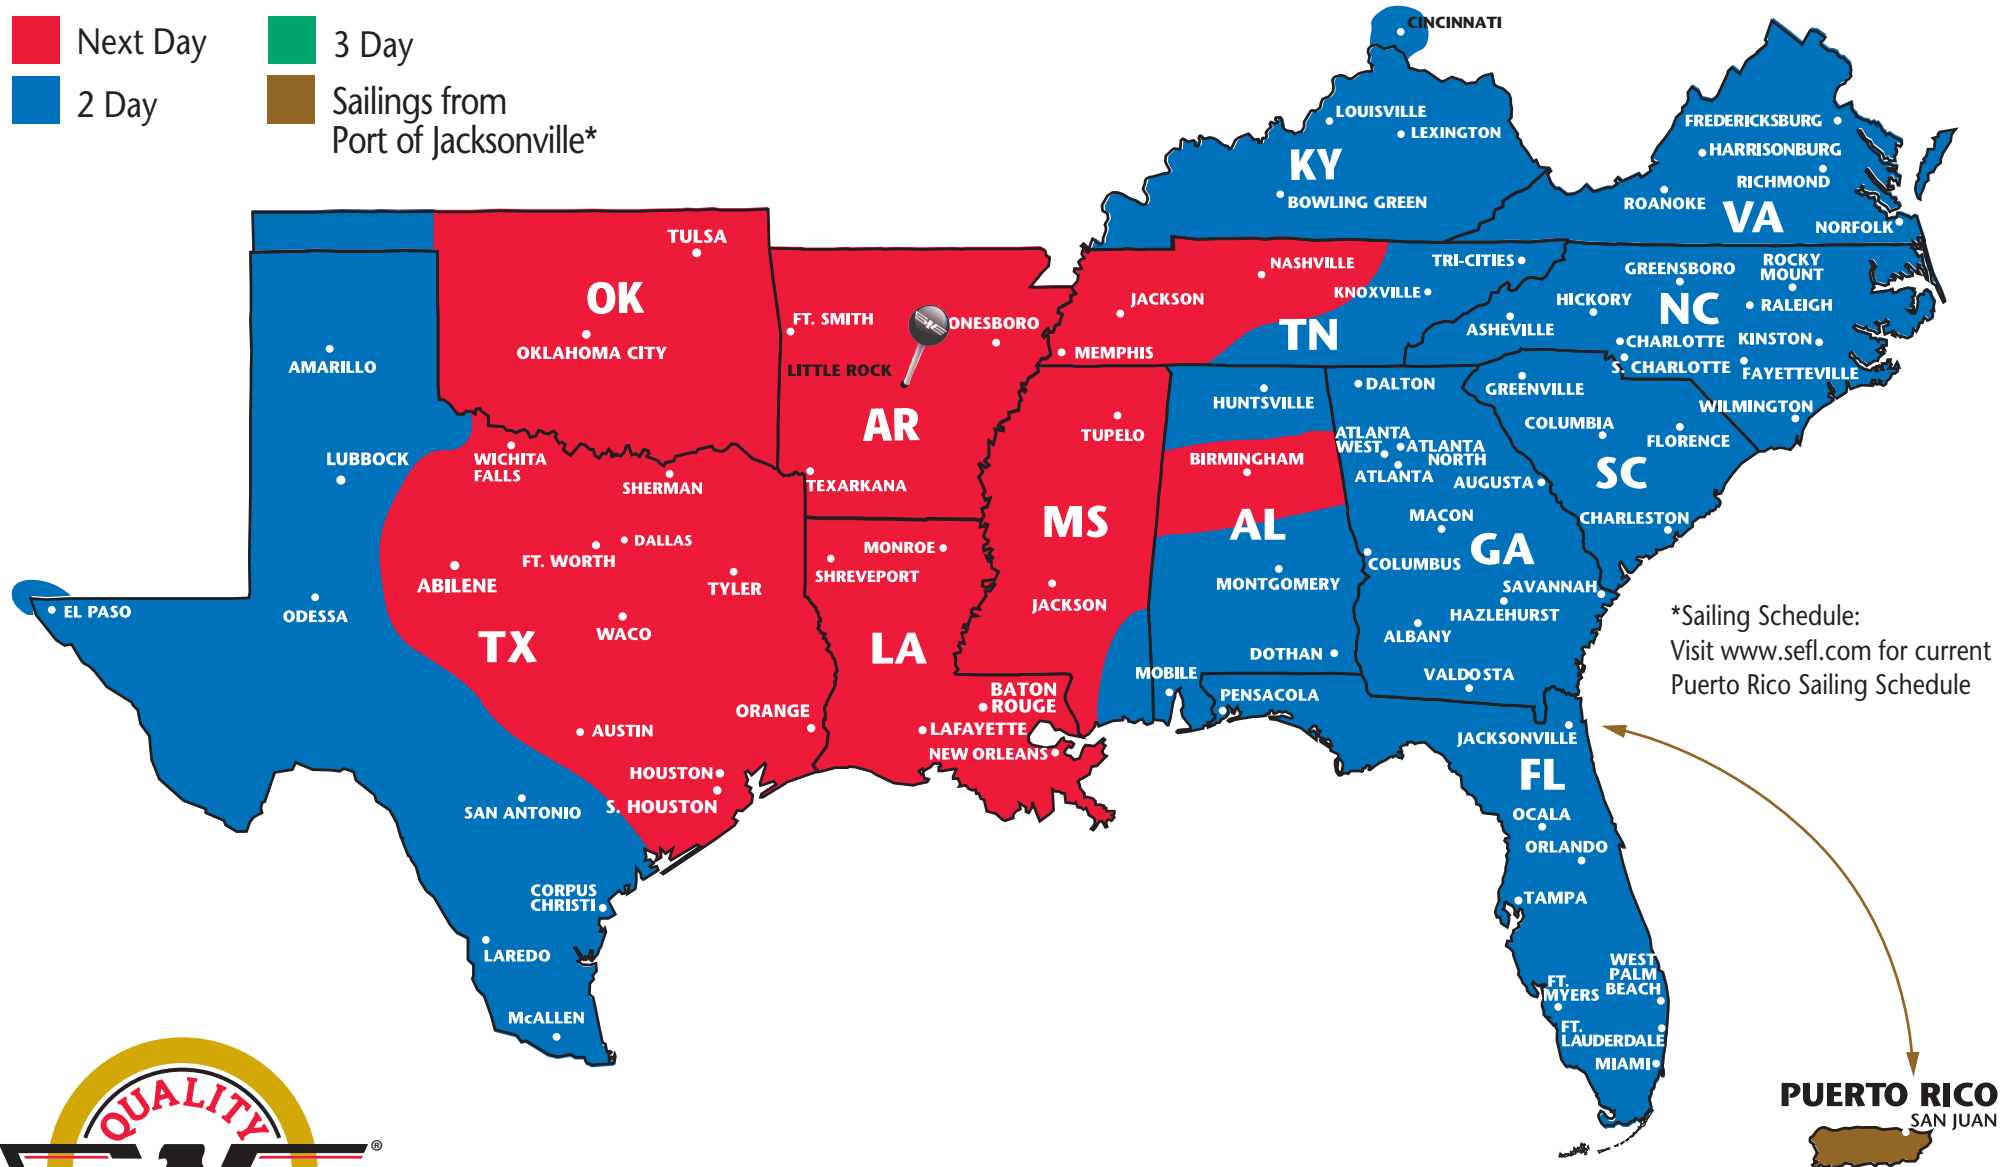 Next Day
3 Day
2 Day
Sailings from
Port of Jacksonville*
CINCINNATI
LOUISVILLE
LEXINGTON
KY
BOWLING GREEN
FREDERICKSBURG
HARRISONBURG
RICHMOND
ROANOKE
VA
NORFOLK
TULSA
OK
OKLAHOMA CITY
FT. SMITH
ONESBORO
LITTLE ROCK
AR
TEXARKANA
NASHVILLE
JACKSON
MEMPHIS
TN
TRI-CITIES
KNOXVILLE
GREENSBORO
ROCKY
MOUNT
HICKORY
NC
RALEIGH
ASHEVILLE
CHARLOTTE
KINSTON
S. CHARLOTTE
FAYETTEVILLE
WILMINGTON
GREENVILLE
COLUMBIA
FLORENCE
SC
CHARLESTON
AMARILLO
LUBBOCK
WICHITA
FALLS
SHERMAN
DALLAS
FT. WORTH
ABILENE
TYLER
EL PASO
ODESSA
WACO
TX
AUSTIN
ORANGE
HOUSTON
S. HOUSTON
SAN ANTONIO
CORPUS
CHRISTI
LAREDO
McALLEN
MONROE
SHREVEPORT
LA
BATON
ROUGE
LAFAYETTE
NEW ORLEANS
TUPELO
MS
JACKSON
HUNTSVILLE
BIRMINGHAM
AL
MONTGOMERY
DOTHAN
MOBILE
DALTON
ATLANTA
WEST
ATLANTA
NORTH
ATLANTA
AUGUSTA
MACON
GA
COLUMBUS
SAVANNAH
HAZLEHURST
ALBANY
VALDOSTA
PENSACOLA
JACKSONVILLE
FL
OCALA
ORLANDO
TAMPA
WEST
PALM
BEACH
FT.
MYERS
FT.
LAUDERDALE
MIAMI
*Sailing Schedule:
Visit www.sefl.com for current
Puerto Rico Sailing Schedule
PUERTO RICO
SAN JUAN
QUALITY
®